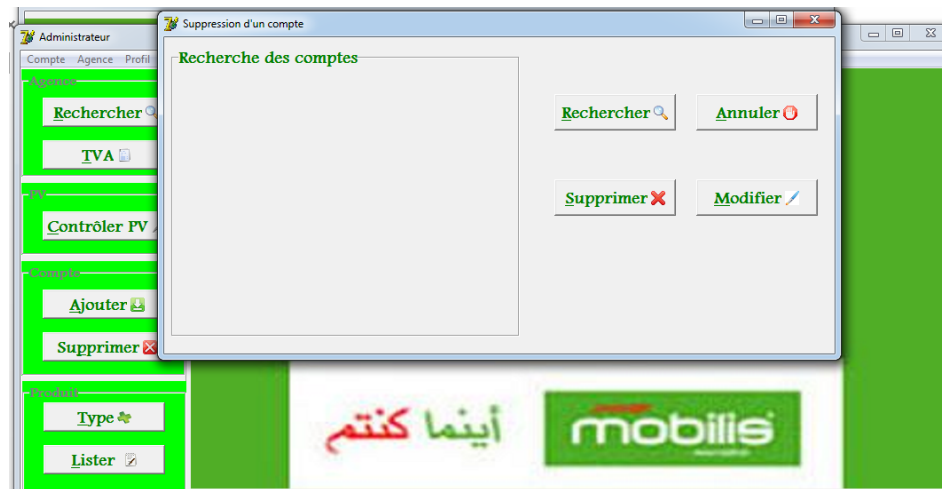 Suppression d'un compte
Administrateur
Compte Agence Profil
Recherche des comptes
Agence
Rechercher
TVA
PV
Contrôler PV
Compte
Ajouter
Supprimer
Produit
Type
Lister
Rechercher
Annuler
Supprimer
Modifier
أينما كنتم
mobilis